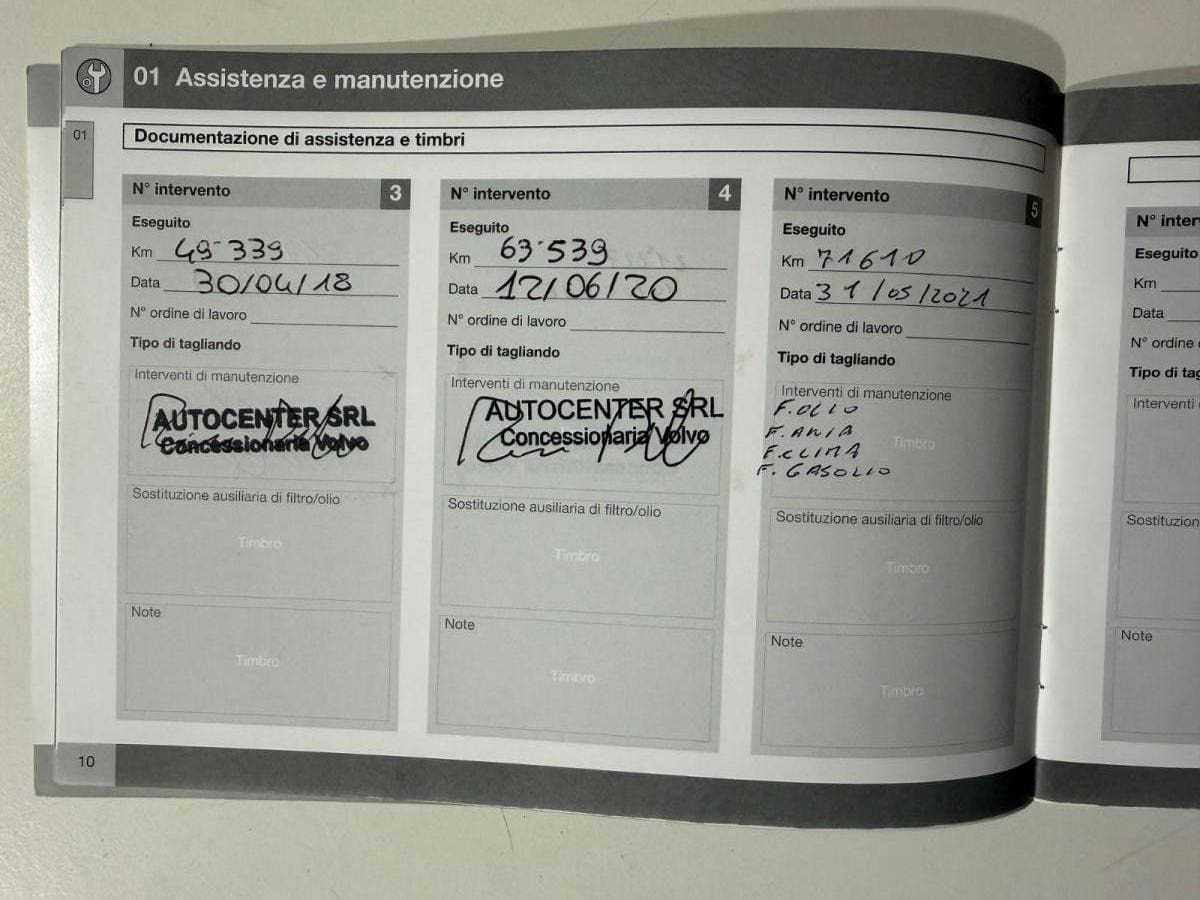 01 Assistenza e manutenzione
01
Documentazione di assistenza e timbri
N° intervento 3
Eseguito
Km 49·339
Data 30/04/18
N° ordine di lavoro
Tipo di tagliando
Interventi di manutenzione
AUTOCENTER SRL
Concessionaria Volvo
Sostituzione ausiliaria di filtro/olio
Timbro
Note
Timbro
N° intervento 4
Eseguito
Km 63·539
Data 12/06/20
N° ordine di lavoro
Tipo di tagliando
Interventi di manutenzione
AUTOCENTER SRL
Concessionaria Volvo
Sostituzione ausiliaria di filtro/olio
Timbro
Note
Timbro
N° intervento 5
Eseguito
Km 71610
Data 31/05/2021
N° ordine di lavoro
Tipo di tagliando
Interventi di manutenzione
F. OLIO
F. ARIA
Timbro
F. CLIMA
F. GASOLIO
Sostituzione ausiliaria di filtro/olio
Timbro
Note
Timbro
10
N° inter
Eseguito
Km
Data
N° ordine
Tipo di tag
Interventi
Sostituzion
Note